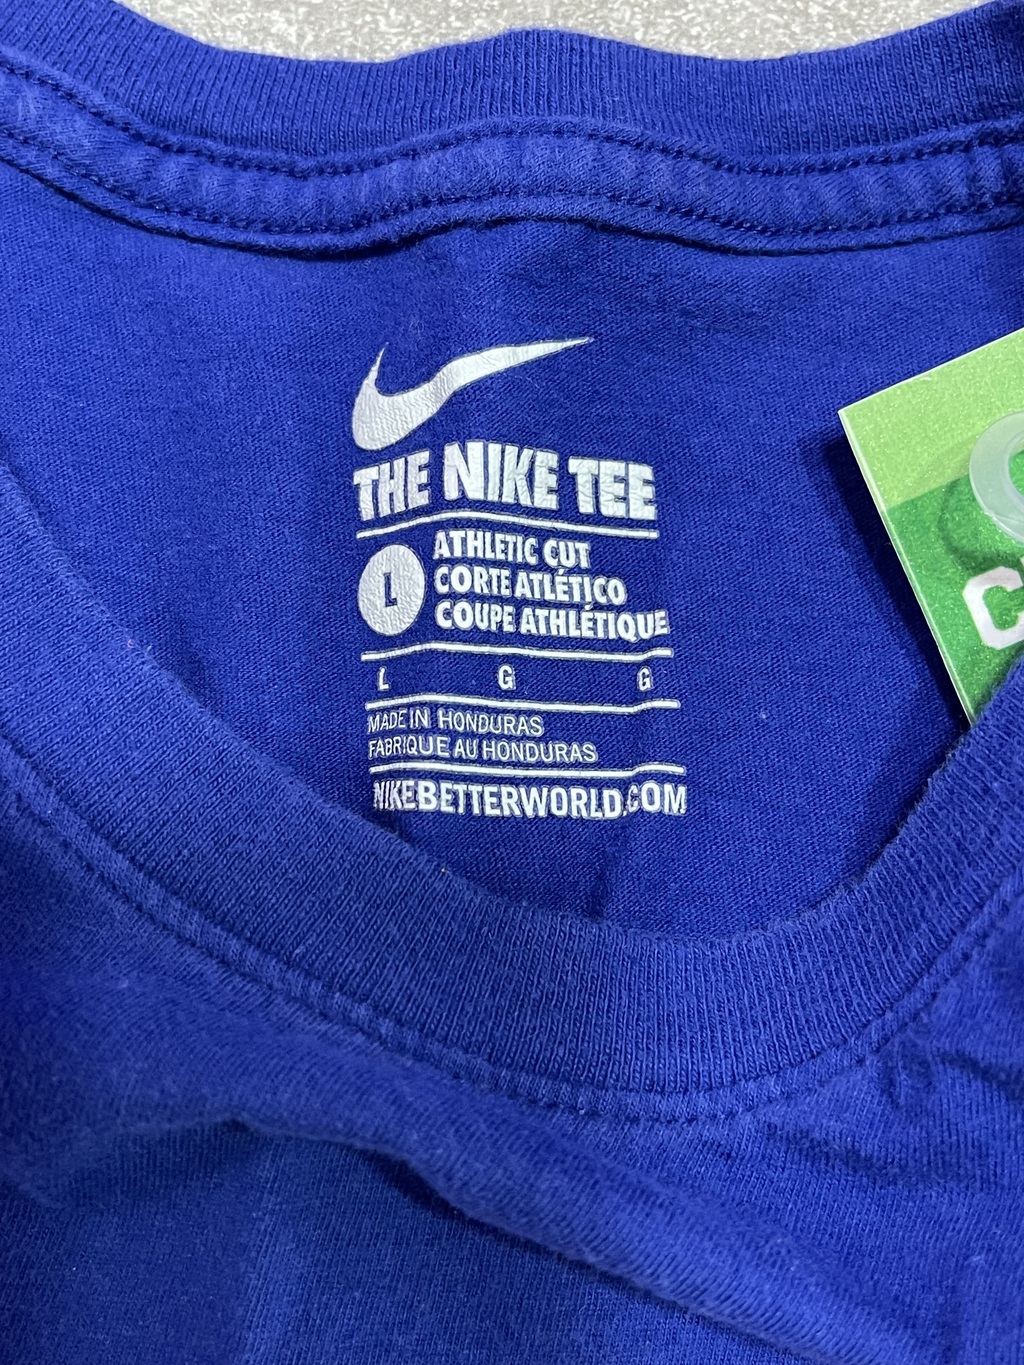 THE NIKE TEE
L
ATHLETIC CUT
CORTE ATLÉTICO
COUPE ATHLÉTIQUE
L G G
MADE IN HONDURAS
FABRIQUE AU HONDURAS
NIKEBETTERWORLD.COM